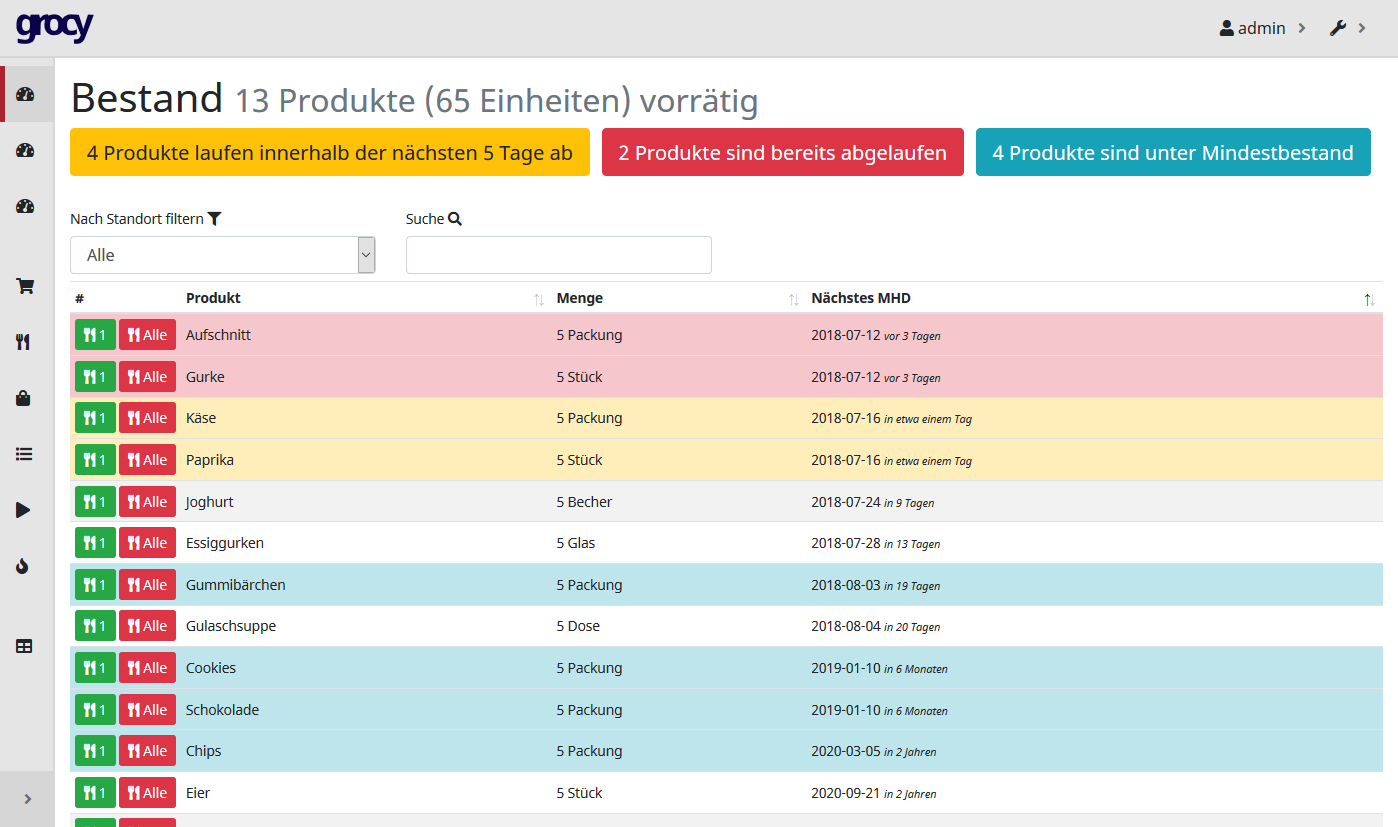 grocy
admin
Bestand 13 Produkte (65 Einheiten) vorrätig
4 Produkte laufen innerhalb der nächsten 5 Tage ab
2 Produkte sind bereits abgelaufen
4 Produkte sind unter Mindestbestand
Nach Standort filtern
Suche
Alle
# Produkt Menge Nächstes MHD
1 Alle Aufschnitt 5 Packung 2018-07-12 vor 3 Tagen
1 Alle Gurke 5 Stück 2018-07-12 vor 3 Tagen
1 Alle Käse 5 Packung 2018-07-16 in etwa einem Tag
1 Alle Paprika 5 Stück 2018-07-16 in etwa einem Tag
1 Alle Joghurt 5 Becher 2018-07-24 in 9 Tagen
1 Alle Essiggurken 5 Glas 2018-07-28 in 13 Tagen
1 Alle Gummibärchen 5 Packung 2018-08-03 in 19 Tagen
1 Alle Gulaschsuppe 5 Dose 2018-08-04 in 20 Tagen
1 Alle Cookies 5 Packung 2019-01-10 in 6 Monaten
1 Alle Schokolade 5 Packung 2019-01-10 in 6 Monaten
1 Alle Chips 5 Packung 2020-03-05 in 2 Jahren
1 Alle Eier 5 Stück 2020-09-21 in 2 Jahren